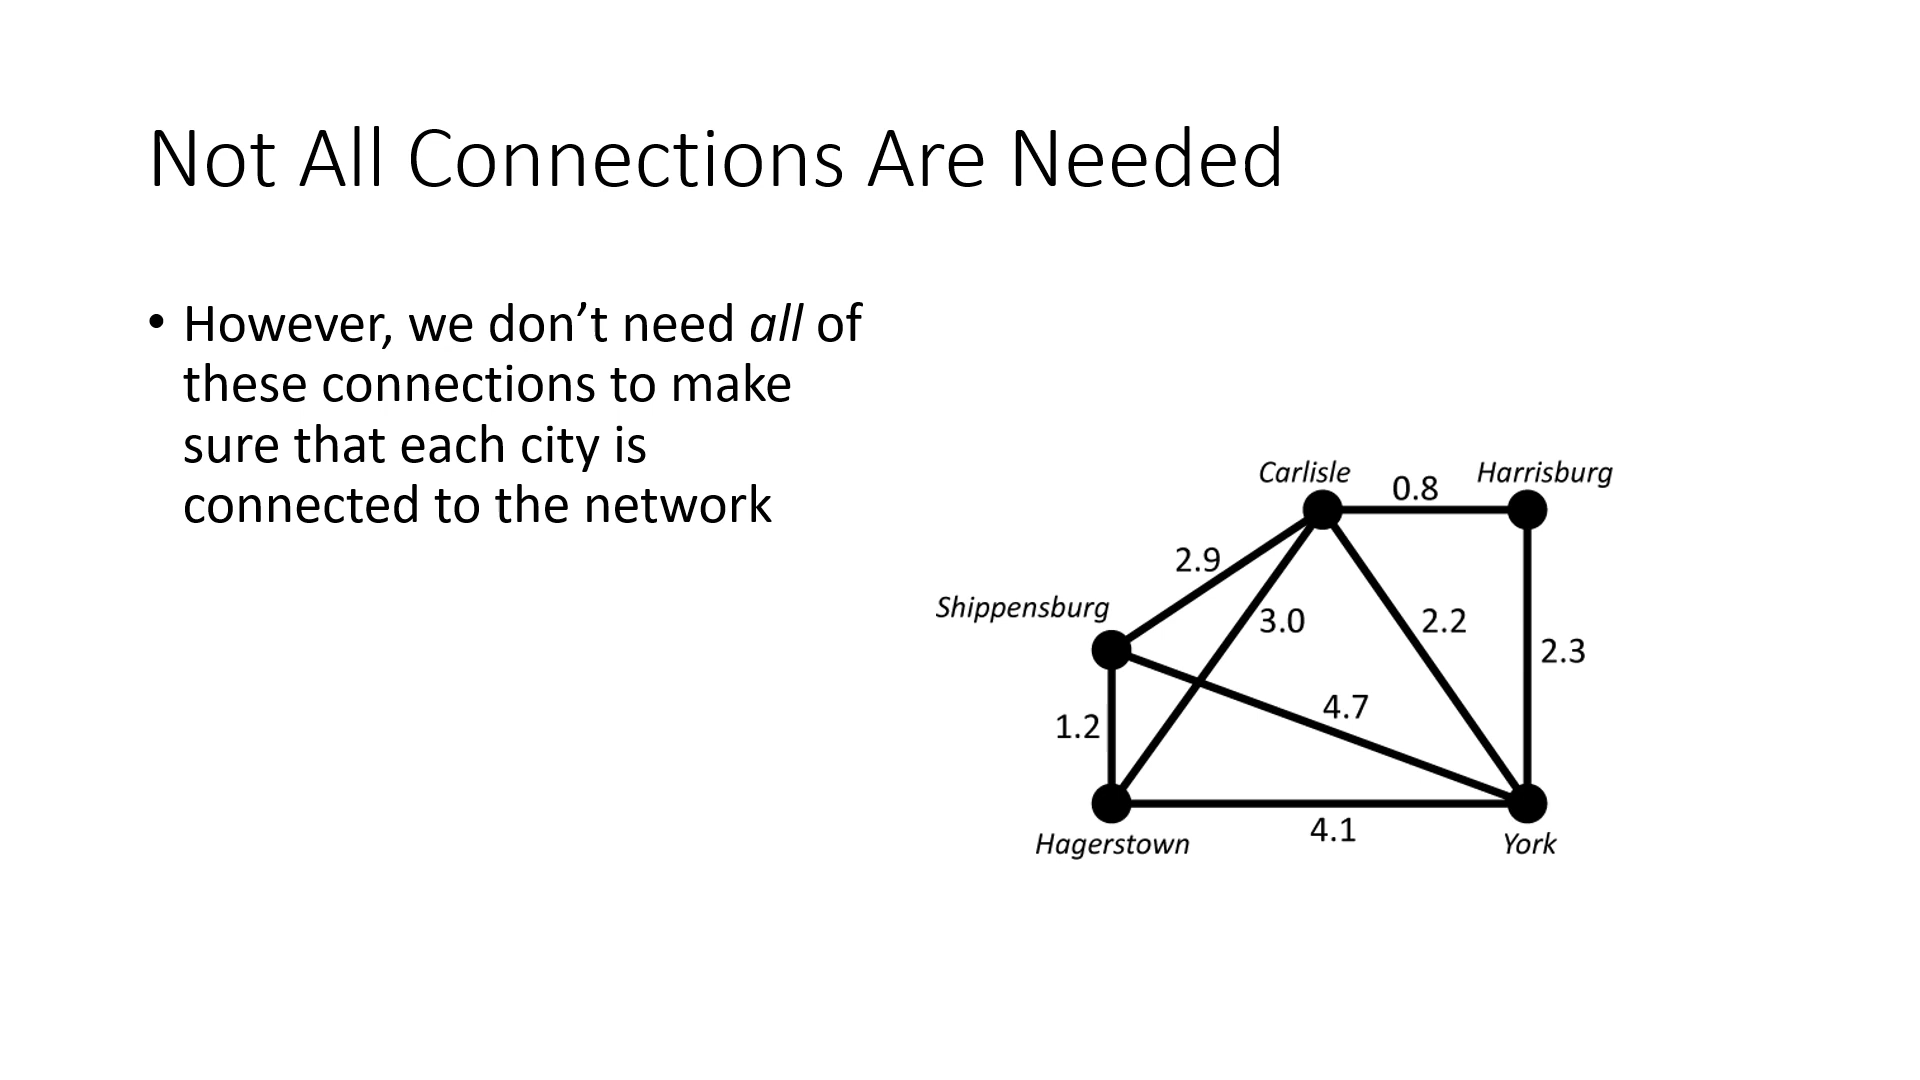 Not All Connections Are Needed
• However, we don’t need all of
these connections to make
sure that each city is
connected to the network
Carlisle
0.8
Harrisburg
2.9
Shippensburg
3.0
2.2
2.3
4.7
1.2
4.1
Hagerstown
York